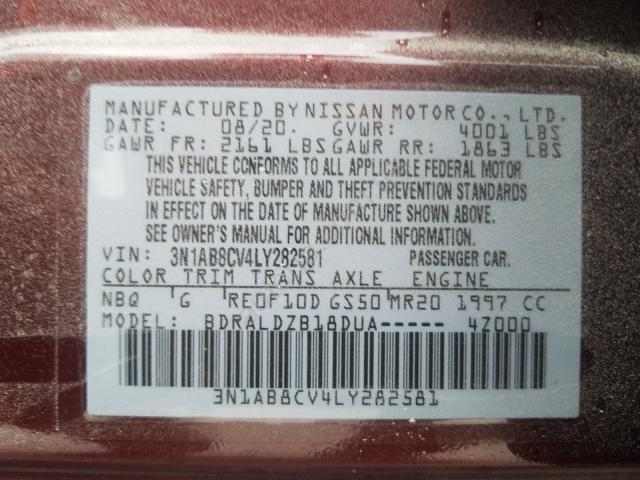 MANUFACTURED BY NISSAN MOTOR CO., LTD.
DATE: 08/20. GVWR: 4001 LBS
GAWR FR: 2161 LBS GAWR RR: 1863 LBS
THIS VEHICLE CONFORMS TO ALL APPLICABLE FEDERAL MOTOR
VEHICLE SAFETY, BUMPER AND THEFT PREVENTION STANDARDS
IN EFFECT ON THE DATE OF MANUFACTURE SHOWN ABOVE.
SEE OWNER'S MANUAL FOR ADDITIONAL INFORMATION.
VIN: 3N1AB8CV4LY282581 PASSENGER CAR.
COLOR TRIM TRANS AXLE ENGINE
NBQ G RE0F10D GS50 MR20 1997 CC
MODEL: BDRALDZB18DUA----- 4Z000
3N1AB8CV4LY282581